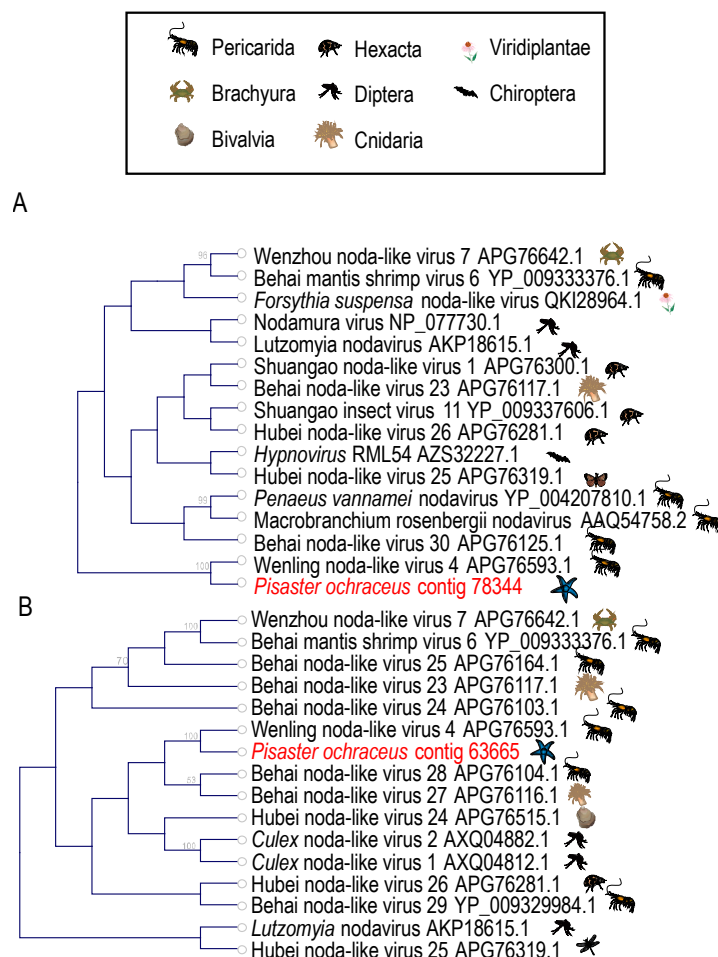 Pericarida Hexacta Viridiplantae
Brachyura Diptera Chiroptera
Bivalvia Cnidaria
A
96
Wenzhou noda-like virus 7 APG76642.1
Behai mantis shrimp virus 6 YP_009333376.1
Forsythia suspensa noda-like virus QKI28964.1
Nodamura virus NP_077730.1
Lutzomyia nodavirus AKP18615.1
Shuangao noda-like virus 1 APG76300.1
Behai noda-like virus 23 APG76117.1
Shuangao insect virus 11 YP_009337606.1
Hubei noda-like virus 26 APG76281.1
Hypnovirus RML54 AZS32227.1
Hubei noda-like virus 25 APG76319.1
99
Penaeus vannamei nodavirus YP_004207810.1
Macrobranchium rosenbergii nodavirus AAQ54758.2
Behai noda-like virus 30 APG76125.1
100
Wenling noda-like virus 4 APG76593.1
Pisaster ochraceus contig 78344
B
100
Wenzhou noda-like virus 7 APG76642.1
Behai mantis shrimp virus 6 YP_009333376.1
70
Behai noda-like virus 25 APG76164.1
Behai noda-like virus 23 APG76117.1
Behai noda-like virus 24 APG76103.1
100
Wenling noda-like virus 4 APG76593.1
Pisaster ochraceus contig 63665
53
Behai noda-like virus 28 APG76104.1
Behai noda-like virus 27 APG76116.1
Hubei noda-like virus 24 APG76515.1
100
Culex noda-like virus 2 AXQ04882.1
Culex noda-like virus 1 AXQ04812.1
Hubei noda-like virus 26 APG76281.1
Behai noda-like virus 29 YP_009329984.1
Lutzomyia nodavirus AKP18615.1
Hubei noda-like virus 25 APG76319.1